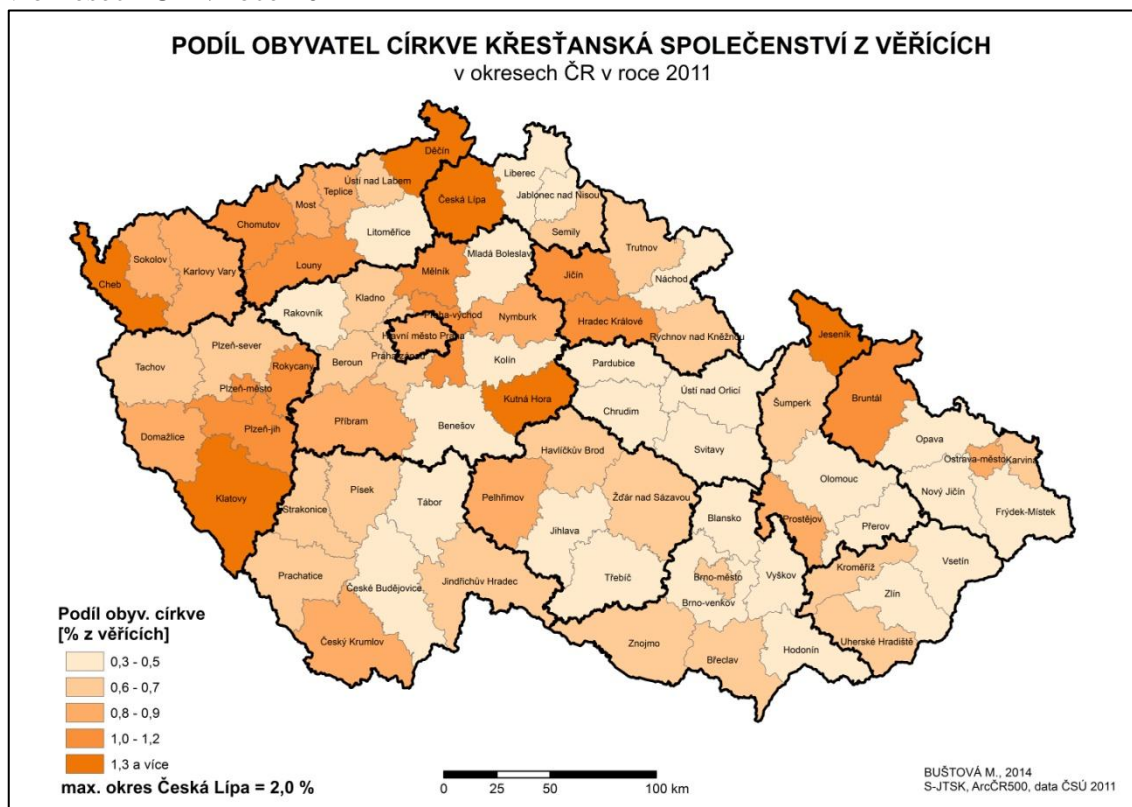 PODÍL OBYVATEL CÍRKVE KŘESŤANSKÁ SPOLEČENSTVÍ Z VĚŘÍCÍCH
v okresech ČR v roce 2011
Děčín
Liberec
Ústí nad Labem
Teplice
Most
Česká Lípa
Jablonec nad Nisou
Chomutov
Litoměřice
Semily
Trutnov
Mladá Boleslav
Sokolov
Karlovy Vary
Louny
Cheb
Mělník
Jičín
Náchod
Kladno
Rakovník
Praha-východ
Nymburk
Hradec Králové
Jeseník
Hlavní město Praha
Rychnov nad Kněžnou
Plzeň-sever
Tachov
Rokycany
Beroun
Praha-západ
Kolín
Pardubice
Plzeň-město
Ústí nad Orlicí
Kutná Hora
Šumperk
Bruntál
Chrudim
Příbram
Benešov
Plzeň-jih
Domažlice
Opava
Svitavy
Havlíčkův Brod
Ostrava-město
Karviná
Olomouc
Klatovy
Písek
Pelhřimov
Žďár nad Sázavou
Nový Jičín
Tábor
Strakonice
Frýdek-Místek
Blansko
Prostějov
Přerov
Jihlava
Vsetín
Kroměříž
Prachatice
Brno-město
Vyškov
Třebíč
České Budějovice
Jindřichův Hradec
Zlín
Brno-venkov
Český Krumlov
Znojmo
Uherské Hradiště
Hodonín
Břeclav
Podíl obyv. církve
[% z věřících]
0,3 - 0,5
0,6 - 0,7
0,8 - 0,9
1,0 - 1,2
1,3 a více
max. okres Česká Lípa = 2,0 %
0 25 50 100 km
BUŠTOVÁ M., 2014
S-JTSK, ArcČR500, data ČSÚ 2011